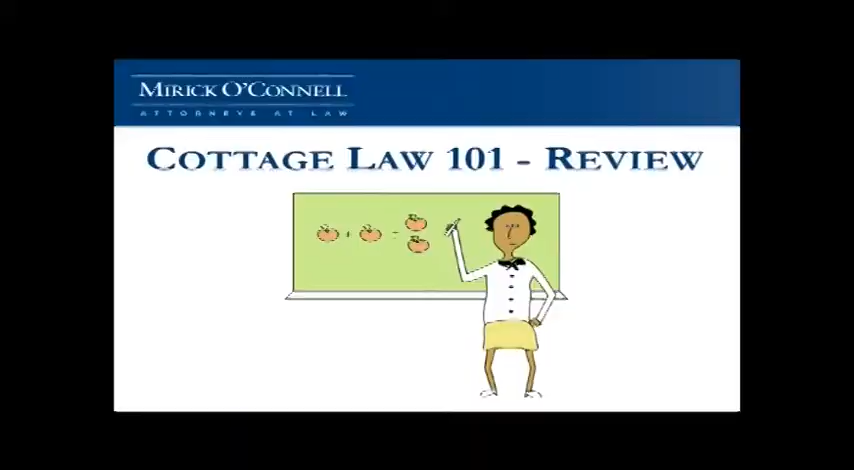 MIRICK O'CONNELL
ATTORNEYS AT LAW
COTTAGE LAW 101 - REVIEW
+ =